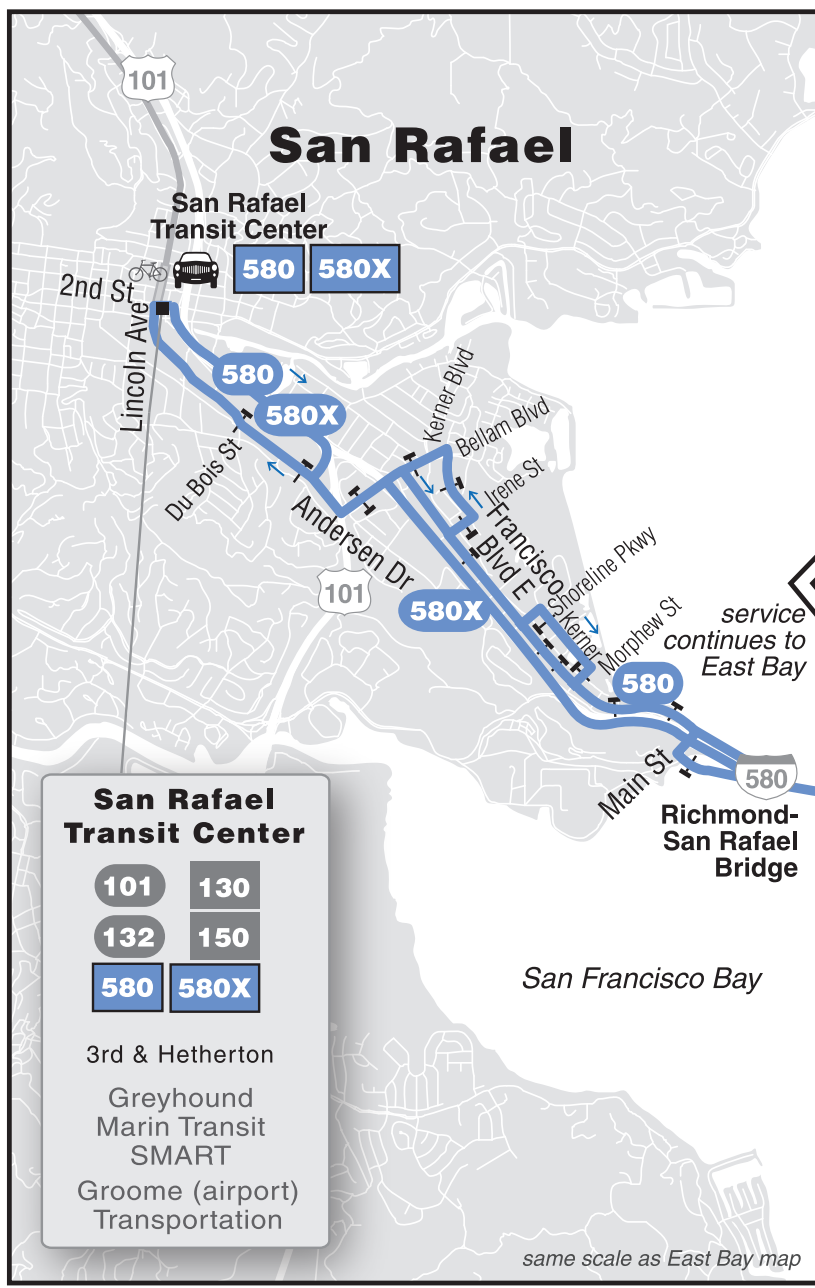 101
San Rafael
San Rafael
Transit Center
580 580X
2nd St
Lincoln Ave
580
580X
Du Bois St
Andersen Dr
Kerner Blvd
Bellam Blvd
Irene St
Francisco
Blvd E
Shoreline Pkwy
S Kerner
Morphew St
101
580X
service
continues to
East Bay
580
Main St
580
Richmond-
San Rafael
Bridge
San Francisco Bay
San Rafael
Transit Center
101 130
132 150
580 580X
3rd & Hetherton
Greyhound
Marin Transit
SMART
Groome (airport)
Transportation
same scale as East Bay map